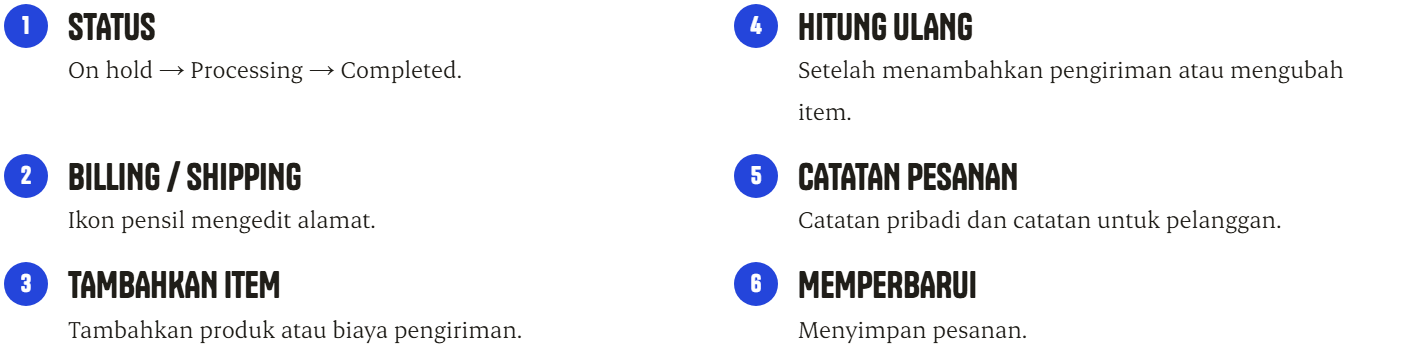 1 STATUS
On hold → Processing → Completed.
2 BILLING / SHIPPING
Ikon pensil mengedit alamat.
3 TAMBAHKAN ITEM
Tambahkan produk atau biaya pengiriman.
4 HITUNG ULANG
Setelah menambahkan pengiriman atau mengubah
item.
5 CATATAN PESANAN
Catatan pribadi dan catatan untuk pelanggan.
6 MEMPERBARUI
Menyimpan pesanan.